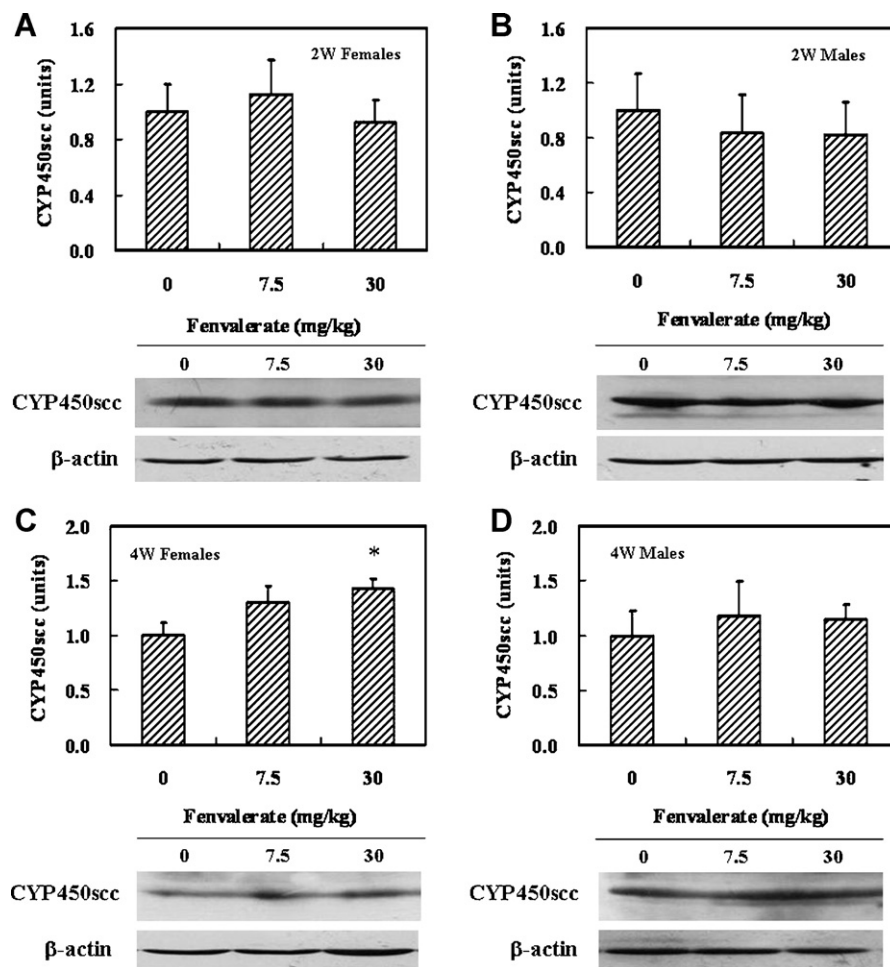 A
1.6
1.2
0.8
0.4
0.0
CYP450scc (units)
2W Females
0 7.5 30
Fenvalerate (mg/kg)
0 7.5 30
CYP450scc
β-actin
B
1.6
1.2
0.8
0.4
0.0
CYP450scc (units)
2W Males
0 7.5 30
Fenvalerate (mg/kg)
0 7.5 30
CYP450scc
β-actin
C
2.0
1.5
1.0
0.5
0.0
CYP450scc (units)
4W Females
*
0 7.5 30
Fenvalerate (mg/kg)
0 7.5 30
CYP450scc
β-actin
D
2.0
1.5
1.0
0.5
0.0
CYP450scc (units)
4W Males
0 7.5 30
Fenvalerate (mg/kg)
0 7.5 30
CYP450scc
β-actin